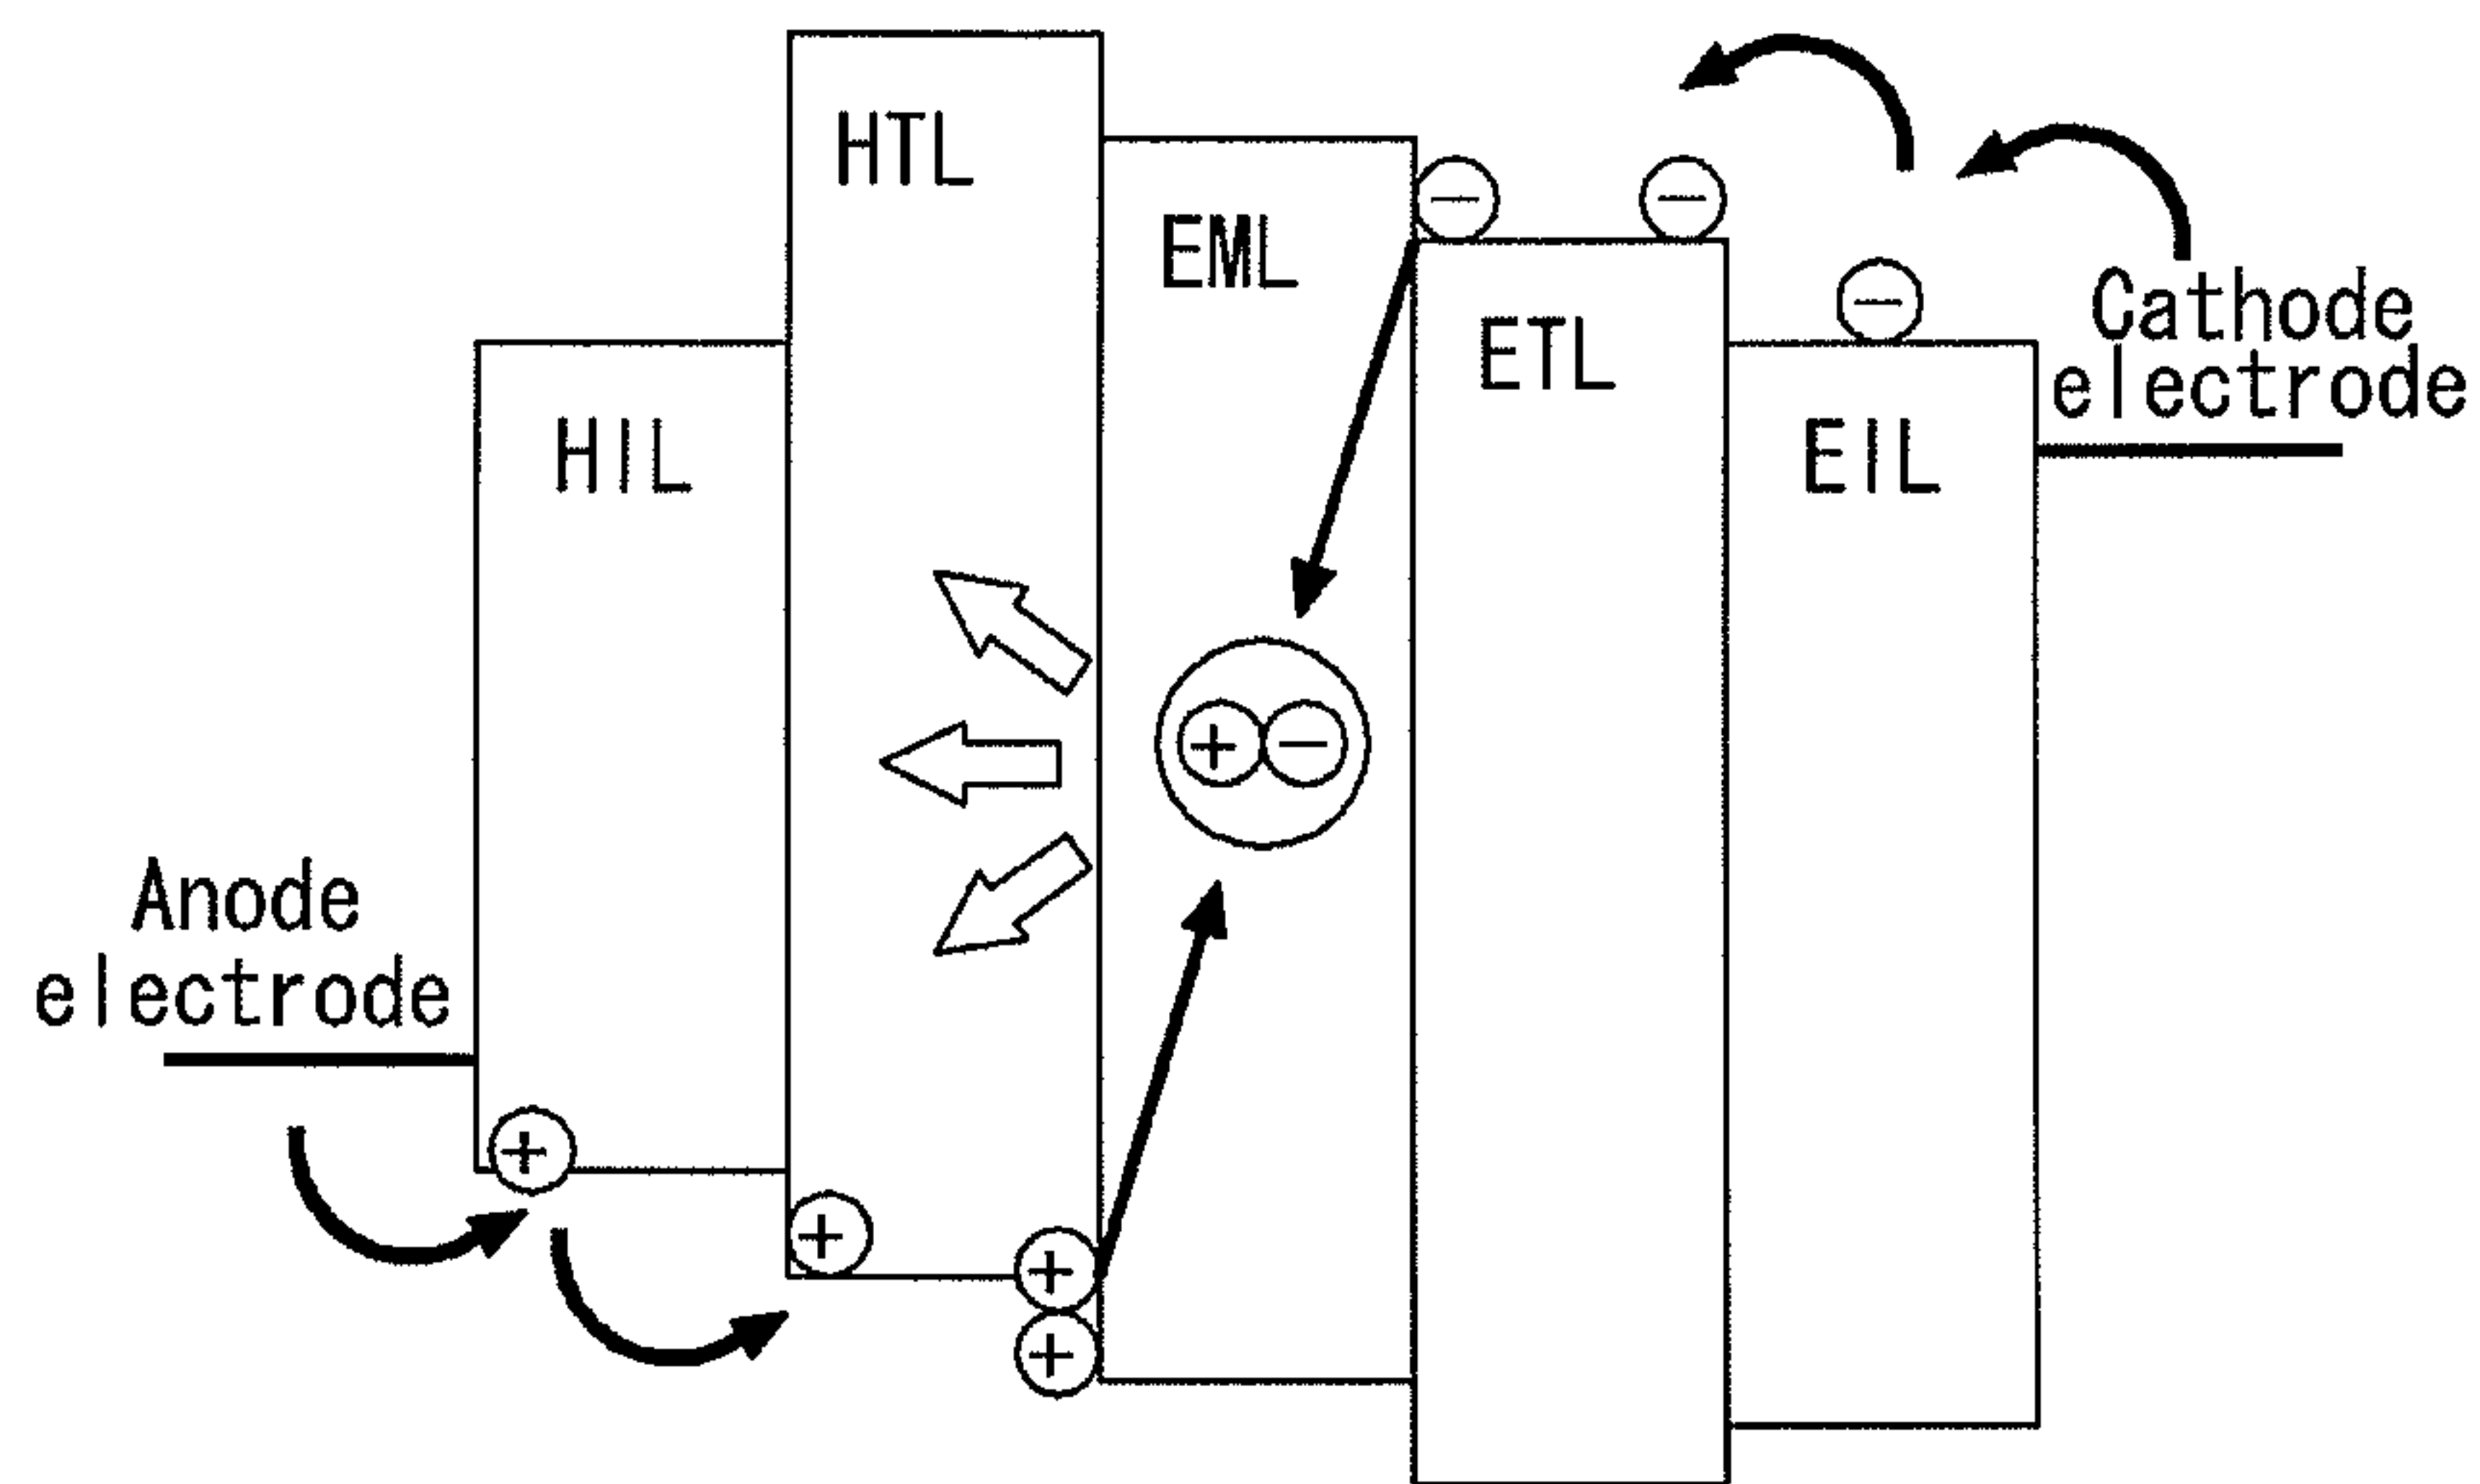 HTL
EML
Cathode
electrode
ETL
HIL
EIL
Anode
electrode